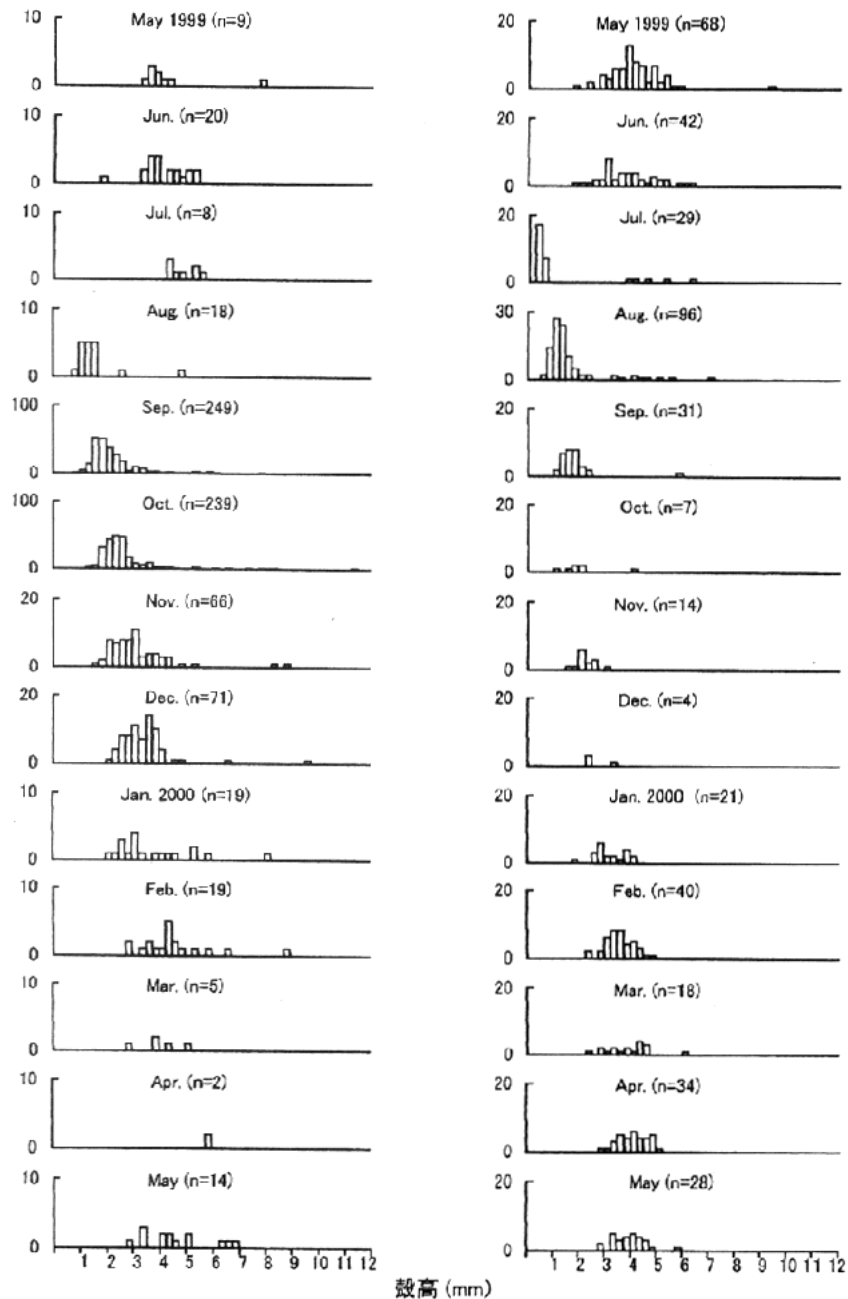 May 1999 (n=9)
10
0
Jun. (n=20)
10
0
Jul. (n=8)
10
0
Aug. (n=18)
10
0
Sep. (n=249)
100
0
Oct. (n=239)
100
0
Nov. (n=66)
20
0
Dec. (n=71)
20
0
Jan. 2000 (n=19)
10
0
Feb. (n=19)
10
0
Mar. (n=5)
10
0
Apr. (n=2)
10
0
May (n=14)
10
0
1 2 3 4 5 6 7 8 9 10 11 12
May 1999 (n=68)
20
10
0
Jun. (n=42)
20
0
Jul. (n=29)
20
0
Aug. (n=96)
30
0
Sep. (n=31)
20
0
Oct. (n=7)
20
0
Nov. (n=14)
20
0
Dec. (n=4)
20
0
Jan. 2000 (n=21)
20
0
Feb. (n=40)
20
0
Mar. (n=18)
20
0
Apr. (n=34)
20
0
May (n=28)
20
0
1 2 3 4 5 6 7 8 9 10 11 12
殻高 (mm)